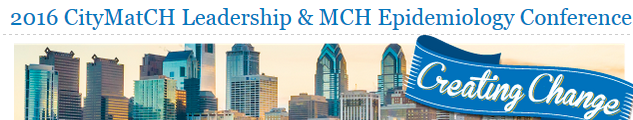 2016 CityMatCH Leadership & MCH Epidemiology Conference
Creating Change